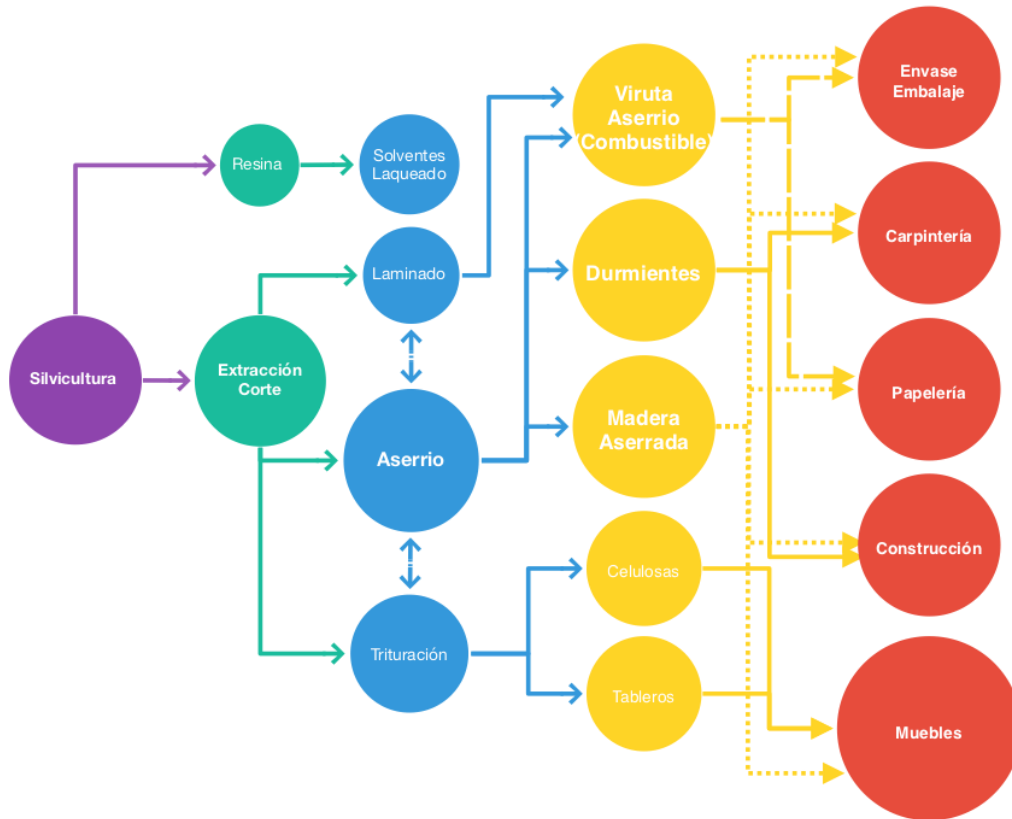 Silvicultura
Resina
Extracción
Corte
Solventes
Laqueado
Laminado
Aserrio
Trituración
Viruta
Aserrio
(Combustible)
Durmientes
Madera
Aserrada
Celulosas
Tableros
Envase
Embalaje
Carpintería
Papelería
Construcción
Muebles